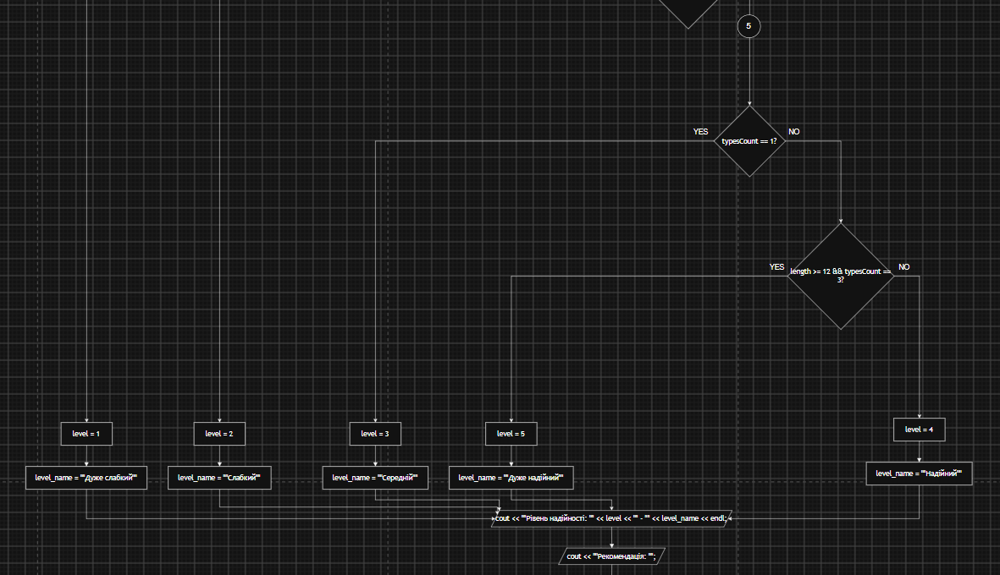 5
YES
NO
typesCount == 1?
YES
NO
length >= 12 && typesCount ==
3?
level = 1
level = 2
level = 3
level = 5
level = 4
level_name = ""Дуже слабкий""
level_name = ""Слабкий""
level_name = ""Середній""
level_name = ""Дуже надійний""
level_name = ""Надійний""
cout << ""Рівень надійності: "" << level << "" - "" << level_name << endl;
cout << ""Рекомендація: "";